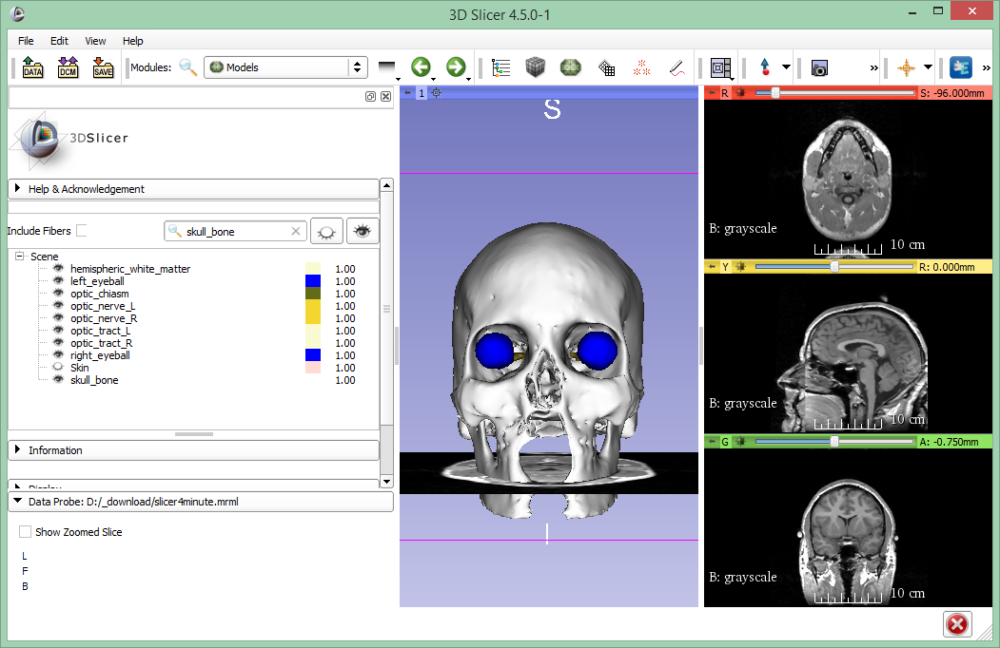 3D Slicer 4.5.0-1
File Edit View Help
DATA DCM SAVE Modules: Models
3DSlicer
Help & Acknowledgement
Include Fibers skull_bone
Scene
hemispheric_white_matter 1.00
left_eyeball 1.00
optic_chiasm 1.00
optic_nerve_L 1.00
optic_nerve_R 1.00
optic_tract_L 1.00
optic_tract_R 1.00
right_eyeball 1.00
Skin 1.00
skull_bone 1.00
Information
Display
Data Probe: D:/_download/slicer4minute.mrml
Show Zoomed Slice
L
F
B
1
S
I
R S: -96.000mm
B: grayscale
10 cm
Y R: 0.000mm
B: grayscale
10 cm
G A: -0.750mm
B: grayscale
10 cm